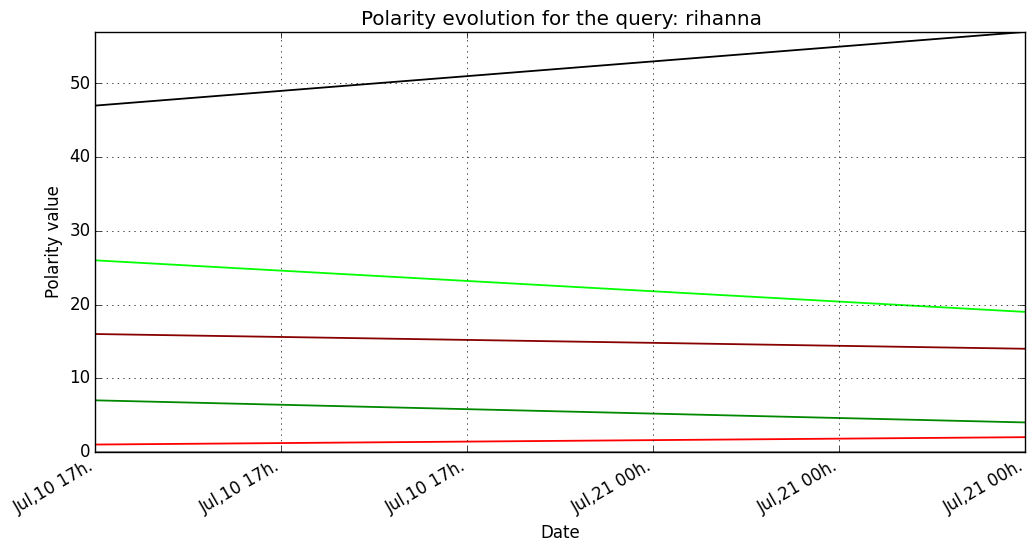 Polarity evolution for the query: rihanna
Polarity value
50
40
30
20
10
0
Jul,10 17h.
Jul,10 17h.
Jul,10 17h.
Jul,21 00h.
Jul,21 00h.
Jul,21 00h.
Date